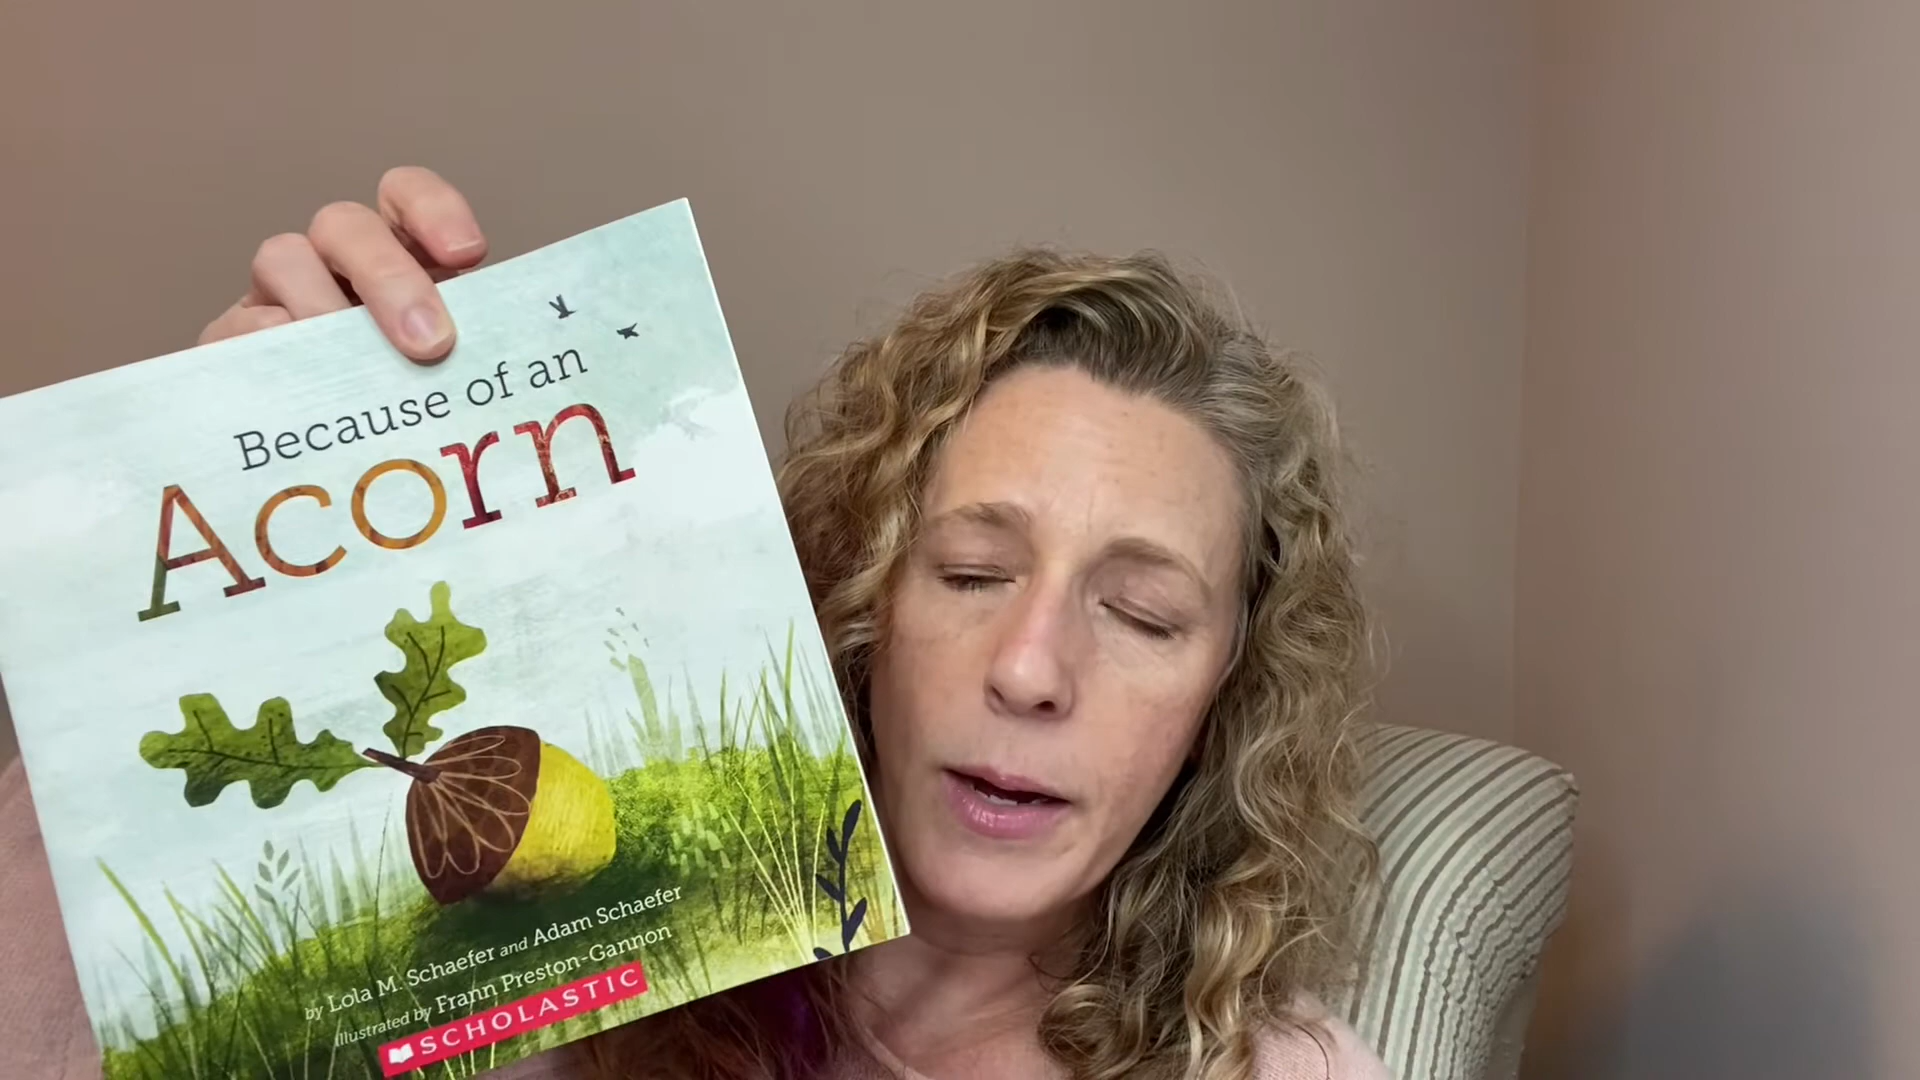 Because of an
Acorn
by Lola M. Schaefer and Adam Schaefer
illustrated by Frann Preston-Gannon
SCHOLASTIC